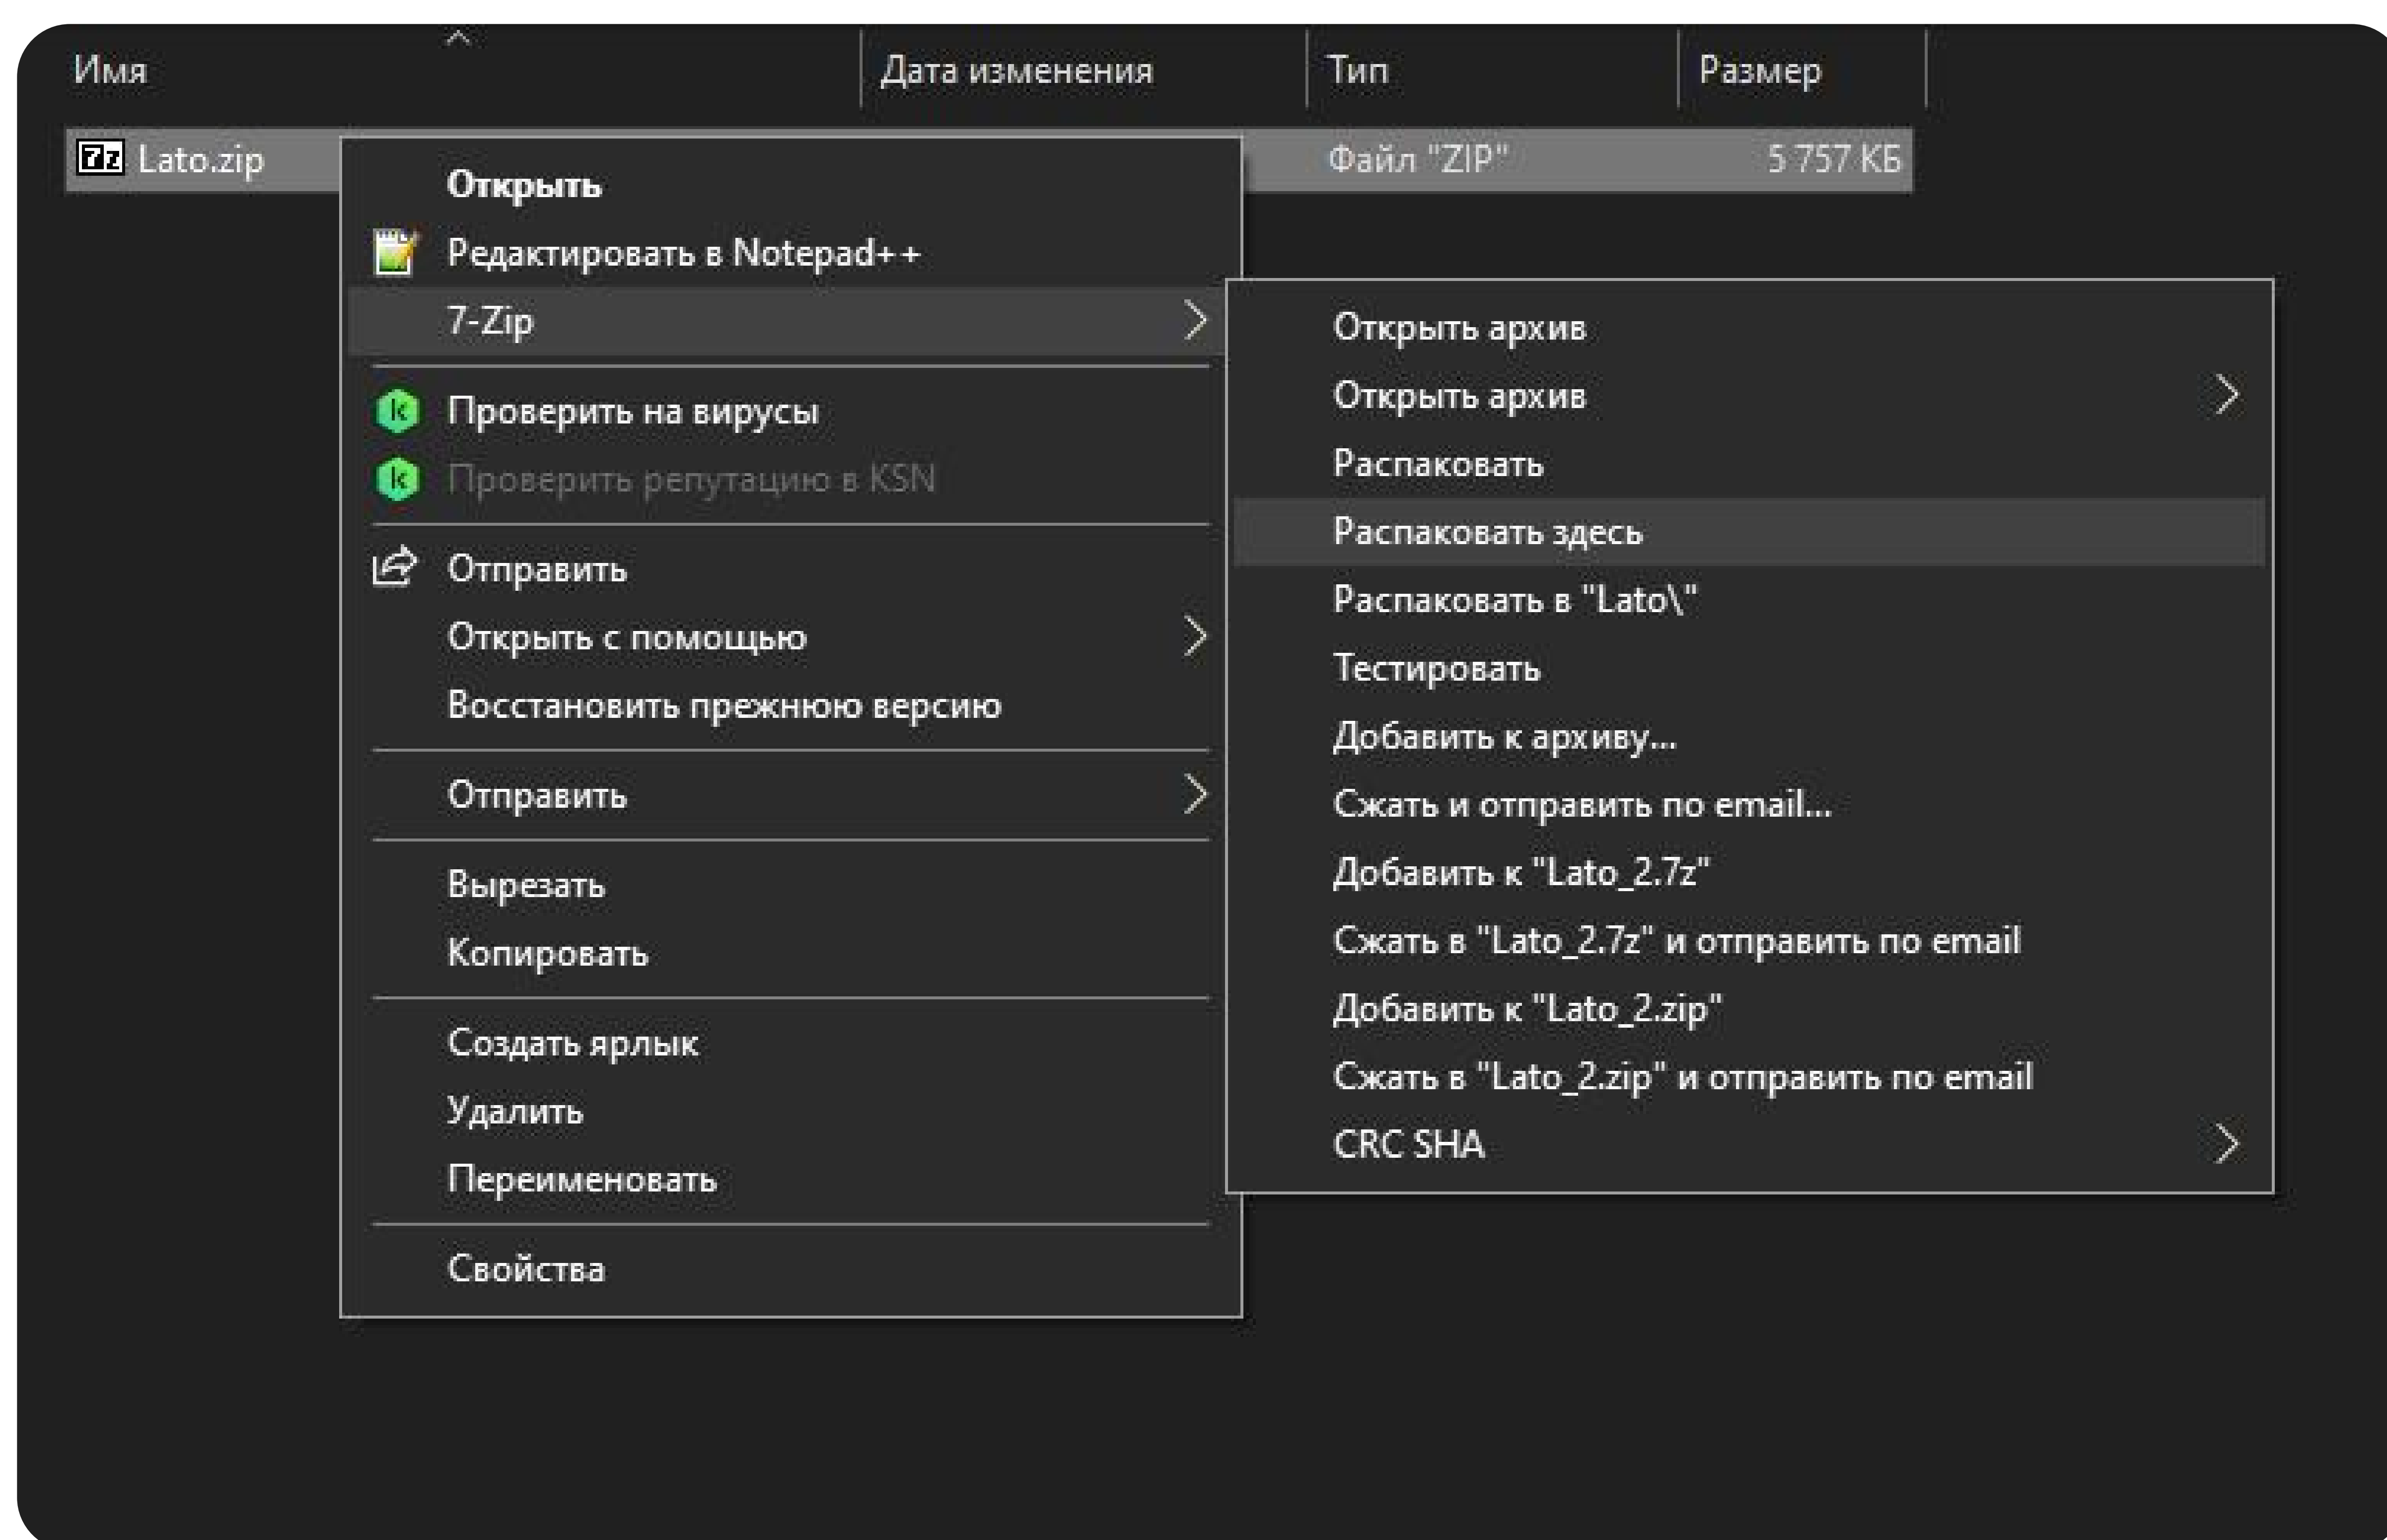 Имя Дата изменения Тип Размер
Lato.zip Файл "ZIP" 5 757 КБ
Открыть
Редактировать в Notepad++
7-Zip
Проверить на вирусы
Проверить репутацию в KSN
Отправить
Открыть с помощью
Восстановить прежнюю версию
Отправить
Вырезать
Копировать
Создать ярлык
Удалить
Переименовать
Свойства
Открыть архив
Открыть архив
Распаковать
Распаковать здесь
Распаковать в "Lato\"
Тестировать
Добавить к архиву...
Сжать и отправить по email...
Добавить к "Lato_2.7z"
Сжать в "Lato_2.7z" и отправить по email
Добавить к "Lato_2.zip"
Сжать в "Lato_2.zip" и отправить по email
CRC SHA